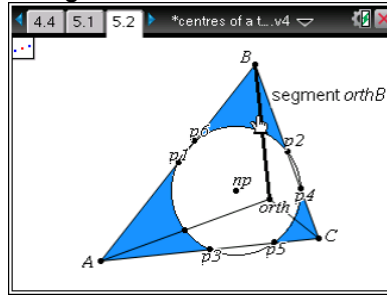 4.4 5.1 5.2 *centres of a t...v4
B
segment orthB
p6
p2
p1
np
p4
orth
C
p5
p3
A